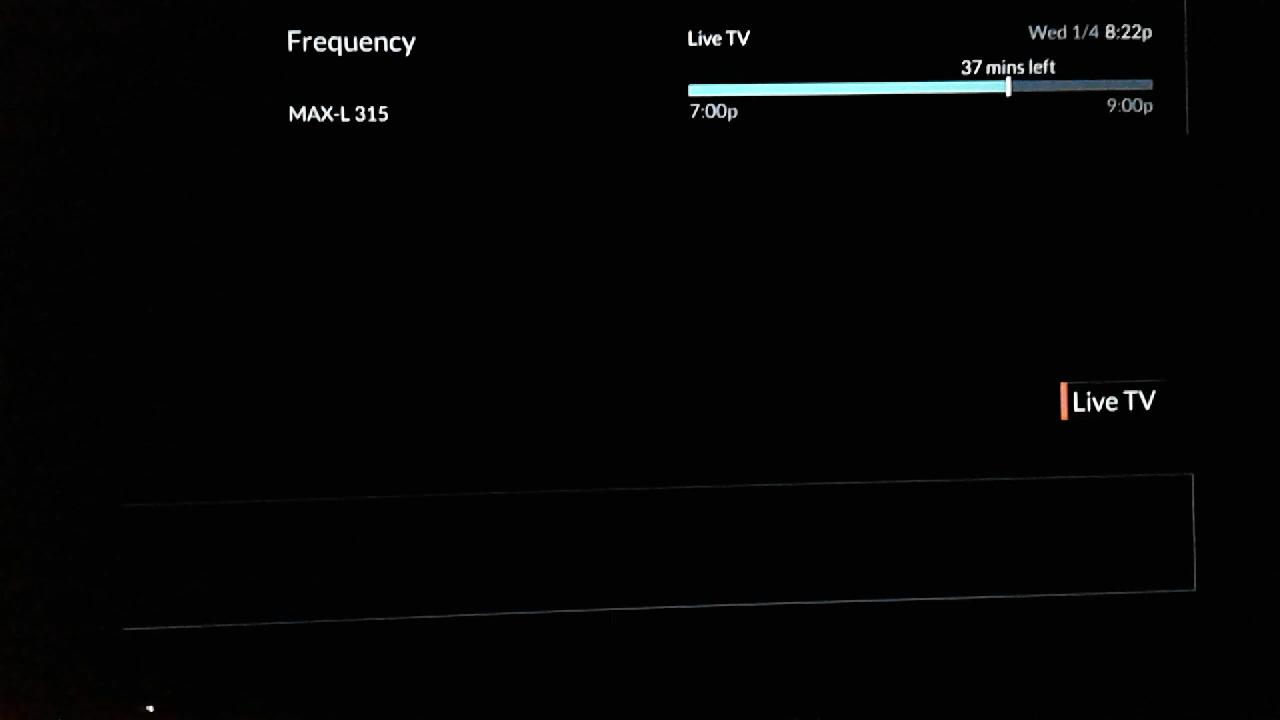 Frequency
Live TV
Wed 1/4 8:22p
37 mins left
MAX-L 315
7:00p
9:00p
Live TV